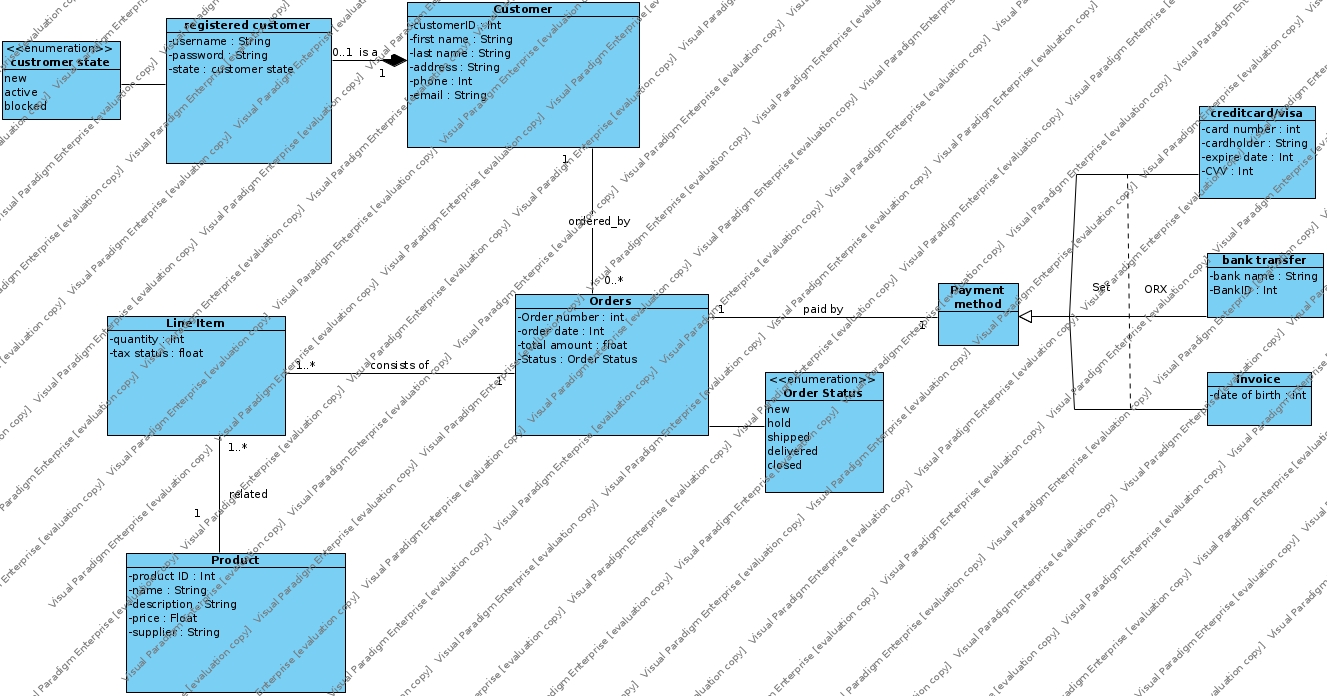 Customer
-customerID : Int
-first name : String
-last name : String
-address : String
-phone : Int
-email : String
registered customer
-username : String
-password : String
-state : customer state
<<enumeration>>
customer state
new
active
blocked
0..1 is a
1
1
ordered_by
0..*
creditcard/visa
-card number : int
-cardholder : String
-expire date : Int
-CVV : Int
bank transfer
-bank name : String
-BankID : Int
Invoice
-date of birth : int
Set
ORX
Payment
method
Orders
-Order number : int
-order date : Int
-total amount : float
-Status : Order Status
1
paid by
1
Line Item
-quantity : int
-tax status : float
1..*
consists of
1
<<enumeration>>
Order Status
new
hold
shipped
delivered
closed
1..*
related
1
Product
-product ID : Int
-name : String
-description : String
-price : Float
-supplier : String
Visual Paradigm Enterprise [evaluation copy]